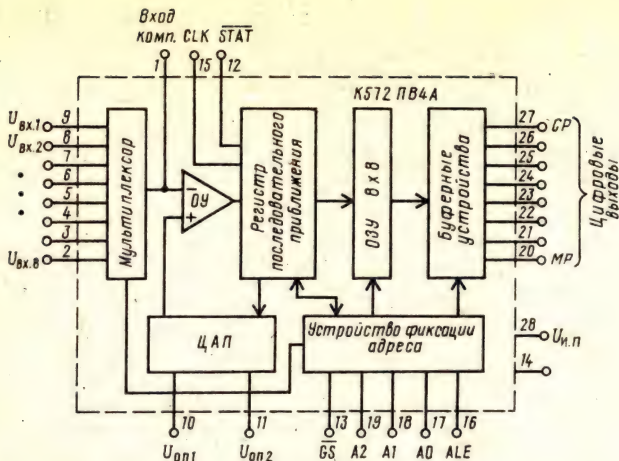 Вход
комп. CLK STAT
1 15 12
К572 ПВ4А
Uвх.1 9
Uвх.2 8
7
6
5
4
3
Uвх.8 2
Мультиплексор
ОУ
− +
Регистр
последовательного
приближения
ОЗУ 8х8
Буферные
устройства
27 СР
26
25
24
23
22
21
20 МР
Цифровые
выходы
ЦАП
Устройство фиксации
адреса
28 Uи.п
14
10 11 13 19 18 17 16
Uоп1 Uоп2 GS A2 A1 A0 ALE